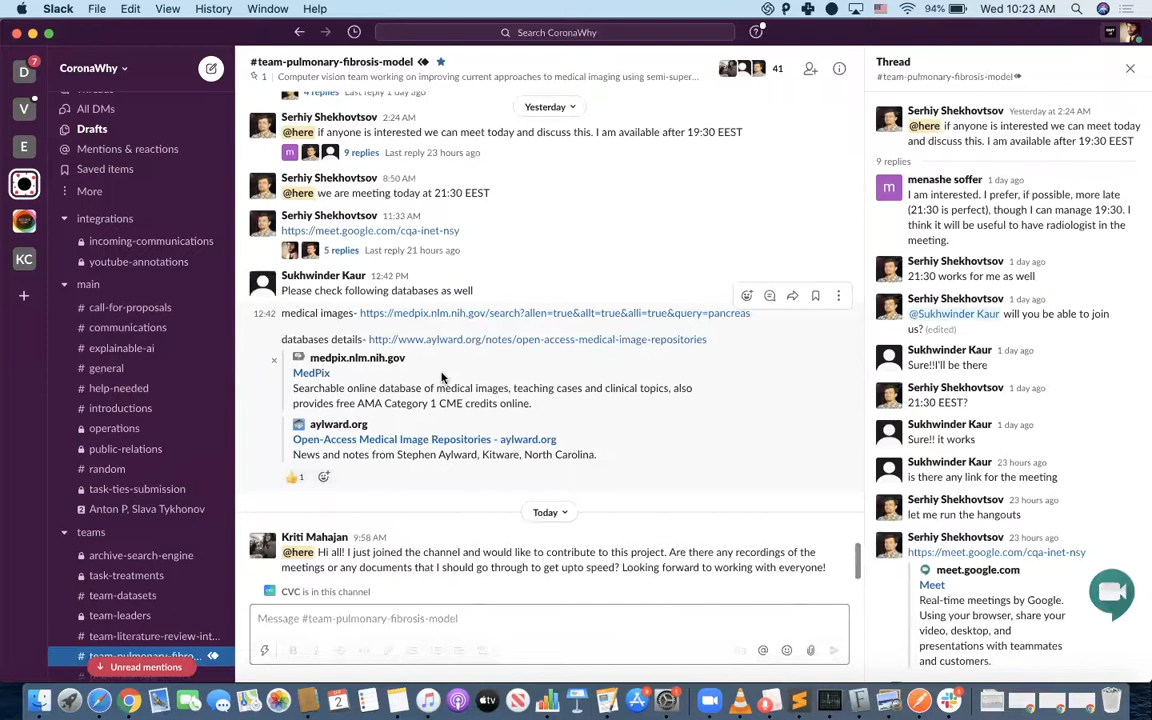 Slack File Edit View History Window Help
94% Wed 10:23 AM
Search CoronaWhy
D 7
V
E
KC
CoronaWhy
All DMs
Drafts
Mentions & reactions
Saved items
More
integrations
incoming-communications
youtube-annotations
main
# call-for-proposals
# communications
# explainable-ai
# general
# help-needed
# introductions
operations
public-relations
# random
task-ties-submission
2 Anton P, Slava Tykhonov
teams
archive-search-engine
task-treatments
# team-datasets
team-leaders
# team-literature-review-int...
Unread mentions
#team-pulmonary-fibrosis-model
1 Computer vision team working on improving current approaches to medical imaging using semi-super...
41
4 replies Last reply 1 day ago
Yesterday
Serhiy Shekhovtsov 2:24 AM
@here if anyone is interested we can meet today and discuss this. I am available after 19:30 EEST
m 9 replies Last reply 23 hours ago
Serhiy Shekhovtsov 8:50 AM
@here we are meeting today at 21:30 EEST
Serhiy Shekhovtsov 11:33 AM
https://meet.google.com/cqa-inet-nsy
5 replies Last reply 21 hours ago
Sukhwinder Kaur 12:42 PM
Please check following databases as well
12:42 medical images- https://medpix.nlm.nih.gov/search?allen=true&allt=true&alli=true&query=pancreas
databases details- http://www.aylward.org/notes/open-access-medical-image-repositories
medpix.nlm.nih.gov
MedPix
Searchable online database of medical images, teaching cases and clinical topics, also
provides free AMA Category 1 CME credits online.
aylward.org
Open-Access Medical Image Repositories - aylward.org
News and notes from Stephen Aylward, Kitware, North Carolina.
1
Today
Kriti Mahajan 9:58 AM
@here Hi all! I just joined the channel and would like to contribute to this project. Are there any recordings of the
meetings or any documents that I should go through to get upto speed? Looking forward to working with everyone!
CVC is in this channel
Message #team-pulmonary-fibrosis-model
Thread
#team-pulmonary-fibrosis-model
Serhiy Shekhovtsov Yesterday at 2:24 AM
@here if anyone is interested we can meet today
and discuss this. I am available after 19:30 EEST
9 replies
m menashe soffer 1 day ago
I am interested. I prefer, if possible, more late
(21:30 is perfect), though I can manage 19:30. I
think it will be useful to have radiologist in the
meeting.
Serhiy Shekhovtsov 1 day ago
21:30 works for me as well
Serhiy Shekhovtsov 1 day ago
@Sukhwinder Kaur will you be able to join
us? (edited)
Sukhwinder Kaur 1 day ago
Sure!!I'll be there
Serhiy Shekhovtsov 1 day ago
21:30 EEST?
Sukhwinder Kaur 1 day ago
Sure!! it works
Sukhwinder Kaur 23 hours ago
is there any link for the meeting
Serhiy Shekhovtsov 23 hours ago
let me run the hangouts
Serhiy Shekhovtsov 23 hours ago
https://meet.google.com/cqa-inet-nsy
meet.google.com
Meet
Real-time meetings by Google.
Using your browser, share your
video, desktop, and
presentations with teammates
and customers.